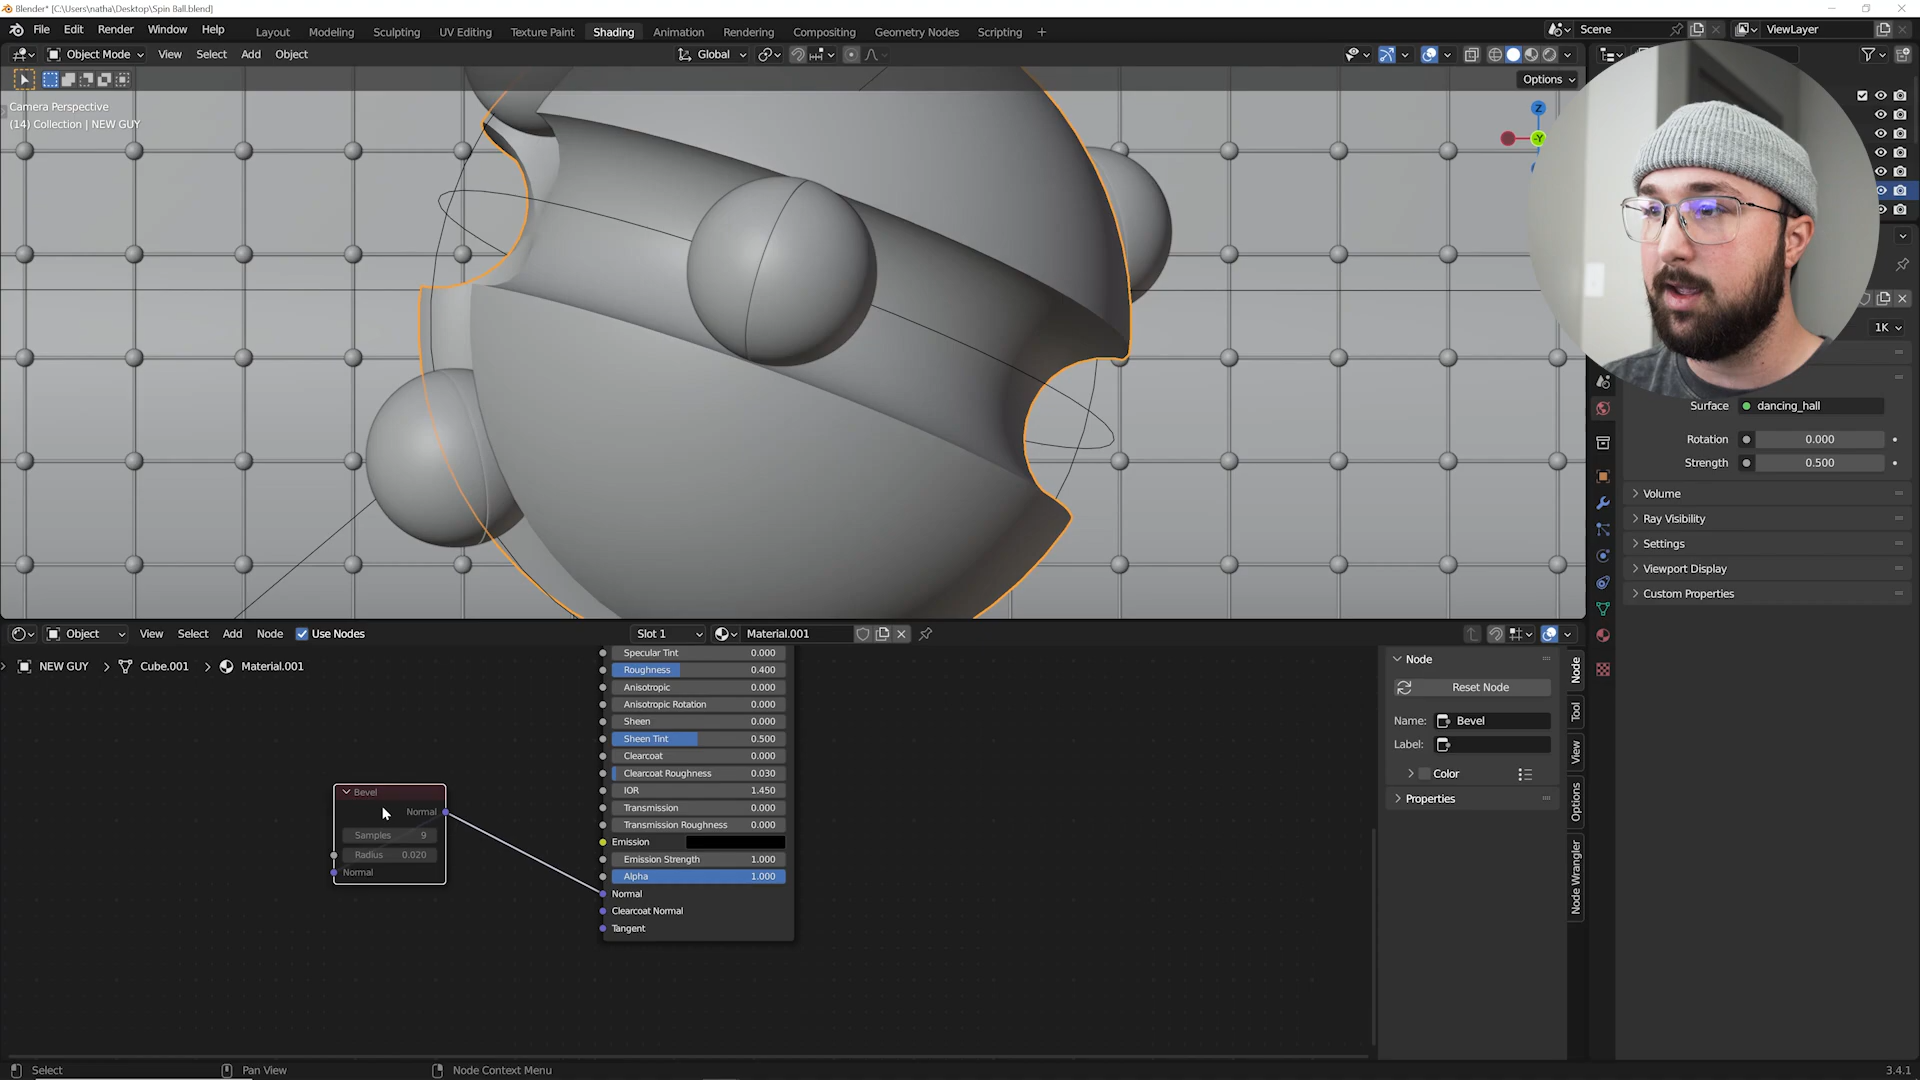 Blender* [C:\Users\natha\Desktop\Spin Ball.blend]
File Edit Render Window Help Layout Modeling Sculpting UV Editing Texture Paint Shading Animation Rendering Compositing Geometry Nodes Scripting + Scene ViewLayer
Object Mode View Select Add Object Global
Options
Camera Perspective
(14) Collection | NEW GUY
Z
-Y
1K
Surface dancing_hall
Rotation 0.000
Strength 0.500
Volume
Ray Visibility
Settings
Viewport Display
Custom Properties
Object View Select Add Node Use Nodes Slot 1 Material.001
NEW GUY > Cube.001 > Material.001
Specular Tint 0.000
Roughness 0.400
Anisotropic 0.000
Anisotropic Rotation 0.000
Sheen 0.000
Sheen Tint 0.500
Clearcoat 0.000
Clearcoat Roughness 0.030
IOR 1.450
Transmission 0.000
Transmission Roughness 0.000
Emission
Emission Strength 1.000
Alpha 1.000
Normal
Clearcoat Normal
Tangent
Bevel
Normal
Samples 9
Radius 0.020
Normal
Node
Reset Node
Name: Bevel
Label:
Color
Properties
Node
Tool
View
Options
Node Wrangler
Select Pan View Node Context Menu 3.4.1